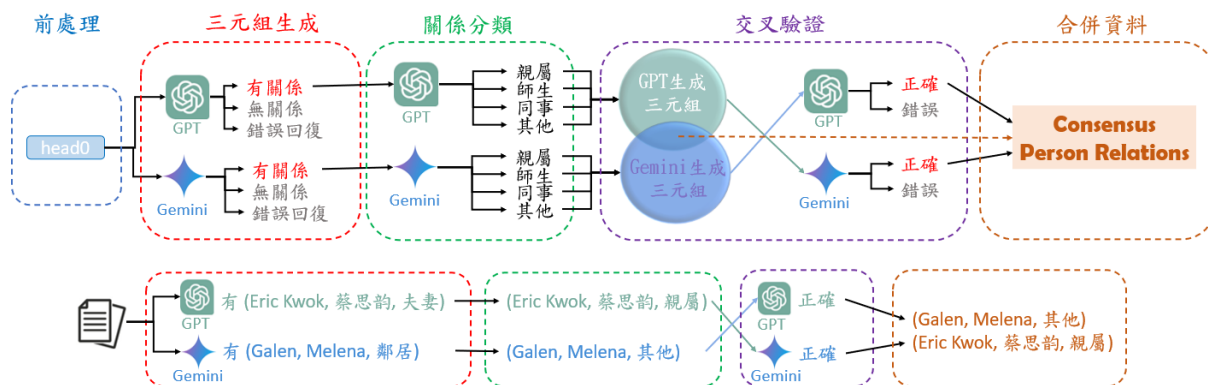 前處理
三元組生成
關係分類
交叉驗證
合併資料
head0
GPT
有關係
無關係
錯誤回復
Gemini
有關係
無關係
錯誤回復
GPT
親屬
師生
同事
其他
Gemini
親屬
師生
同事
其他
GPT生成
三元組
Gemini生成
三元組
GPT
正確
錯誤
Gemini
正確
錯誤
Consensus
Person Relations
GPT
有 (Eric Kwok, 蔡思韵, 夫妻)
Gemini
有 (Galen, Melena, 鄰居)
(Eric Kwok, 蔡思韵, 親屬)
(Galen, Melena, 其他)
GPT
正確
Gemini
正確
(Galen, Melena, 其他)
(Eric Kwok, 蔡思韵, 親屬)